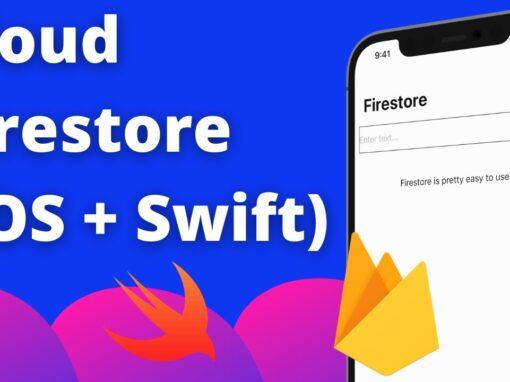 loud
irestore
OS + Swift)
9:41
Firestore
Enter text...
Firestore is pretty easy to use